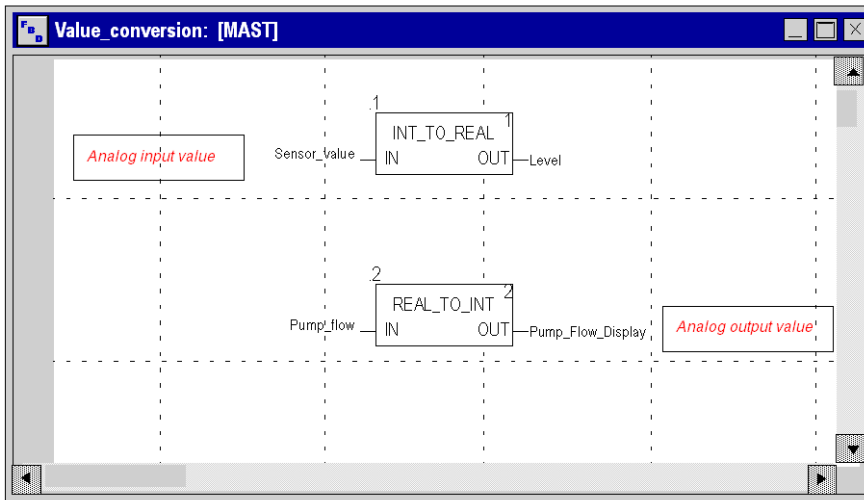 FBD Value_conversion: [MAST]
.1
1
INT_TO_REAL
Analog input value
Sensor_value IN OUT Level
.2
2
REAL_TO_INT
Pump_flow IN OUT Pump_Flow_Display
Analog output value